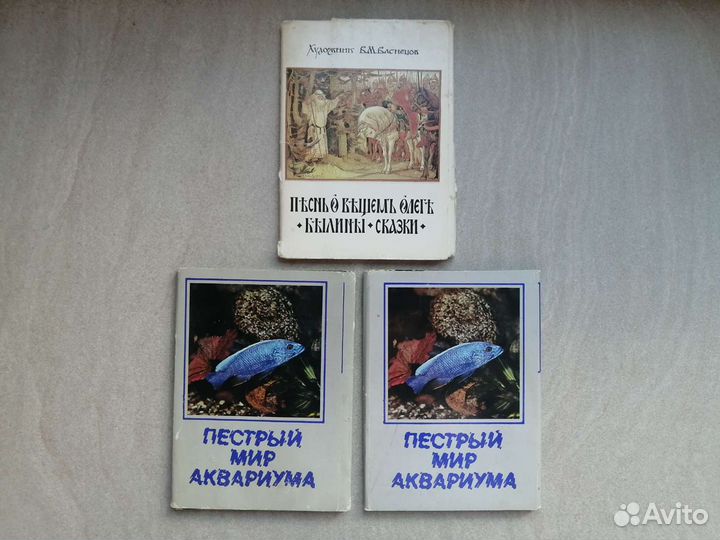 Художник В.М.Васнецов
Пѣснь о вѣщемъ Олегѣ
• Былины • сказки •
ПЕСТРЫЙ
МИР
АКВАРИУМА
ПЕСТРЫЙ
МИР
АКВАРИУМА
Avito